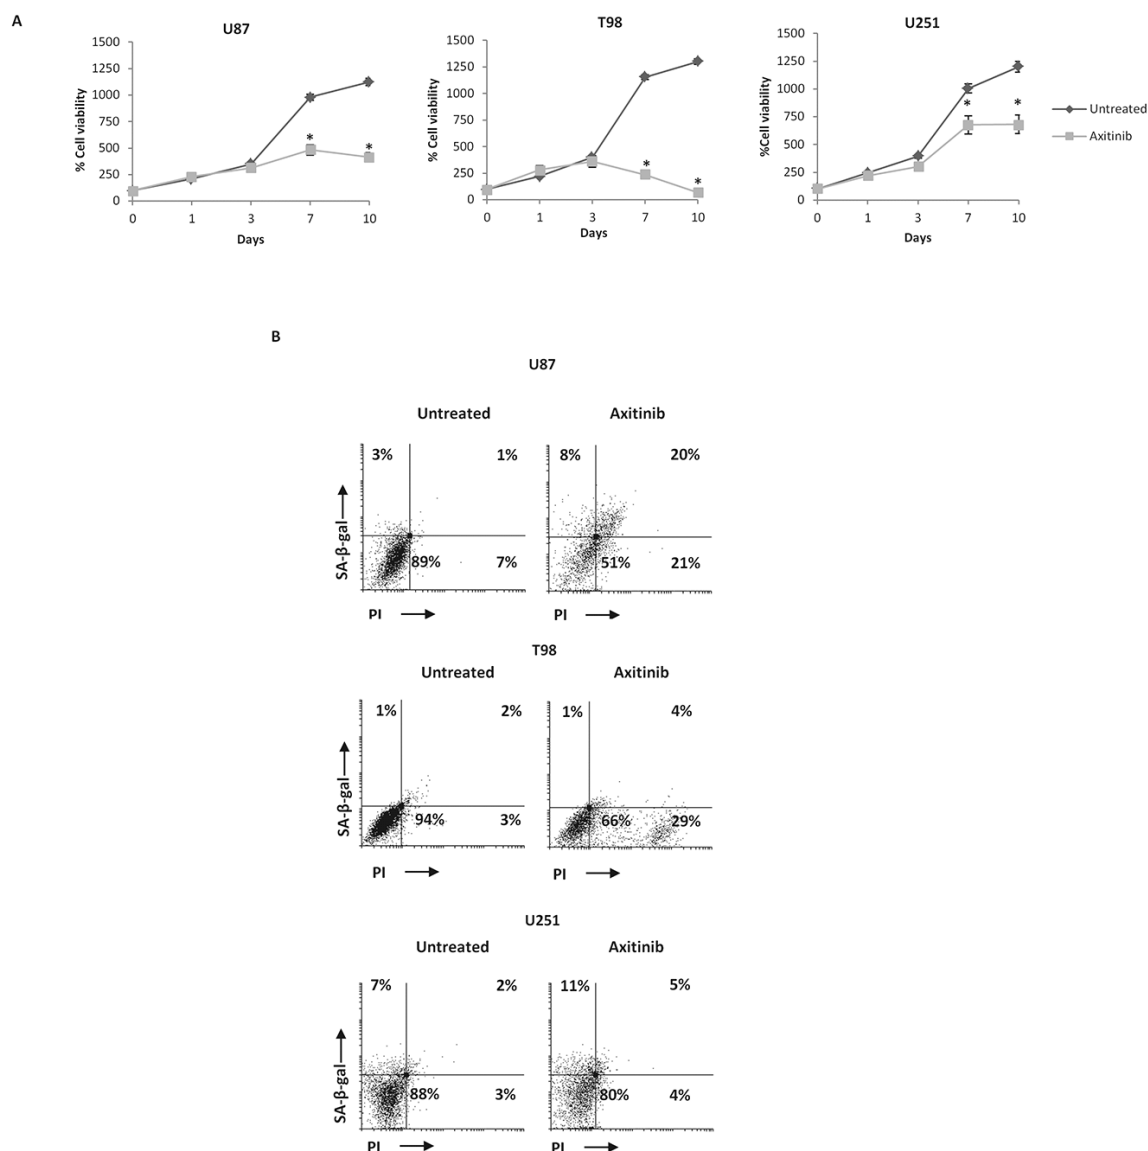 A
U87
1500
1250
1000
750
500
250
0
% Cell viability
*
*
0 1 3 7 10
Days
T98
1500
1250
1000
750
500
250
0
% Cell viability
*
*
0 1 3 7 10
Days
U251
1500
1250
1000
750
500
250
0
%Cell viability
*
*
0 1 3 7 10
Days
Untreated
Axitinib
B
U87
Untreated Axitinib
3% 1% 8% 20%
SA-β-gal
89% 7% 51% 21%
PI PI
T98
Untreated Axitinib
1% 2% 1% 4%
SA-β-gal
94% 3% 66% 29%
PI PI
U251
Untreated Axitinib
7% 2% 11% 5%
SA-β-gal
88% 3% 80% 4%
PI PI